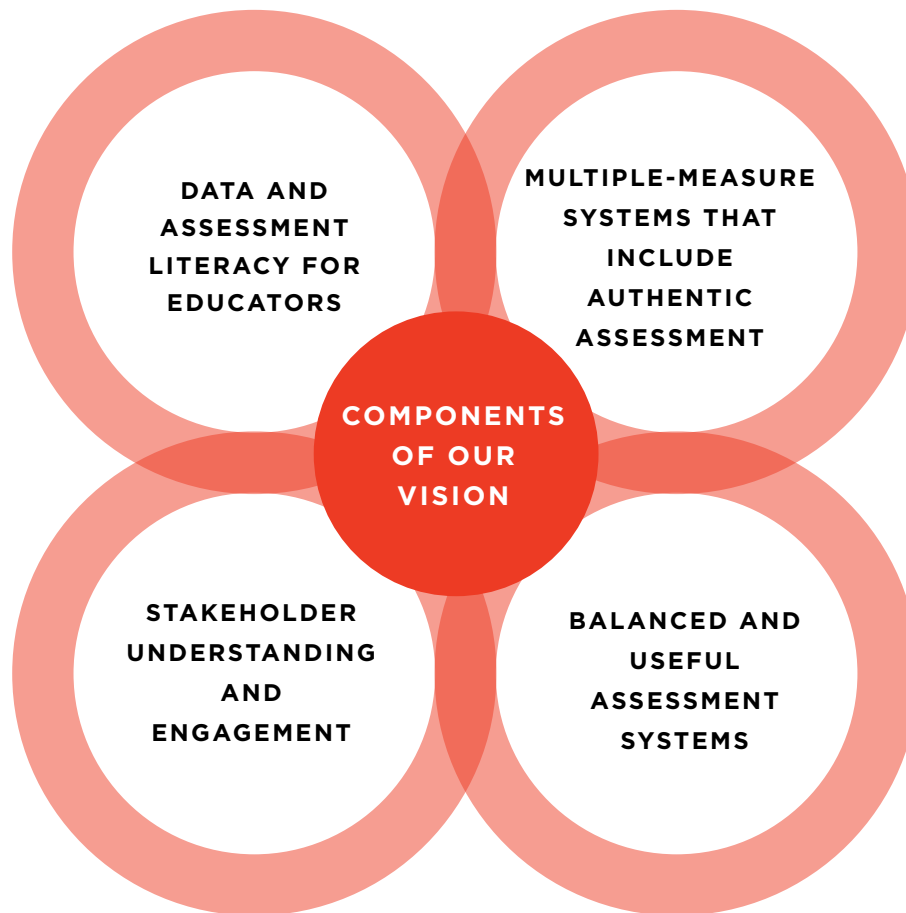 DATA AND
ASSESSMENT
LITERACY FOR
EDUCATORS
MULTIPLE-MEASURE
SYSTEMS THAT
INCLUDE
AUTHENTIC
ASSESSMENT
COMPONENTS
OF OUR
VISION
STAKEHOLDER
UNDERSTANDING
AND
ENGAGEMENT
BALANCED AND
USEFUL
ASSESSMENT
SYSTEMS